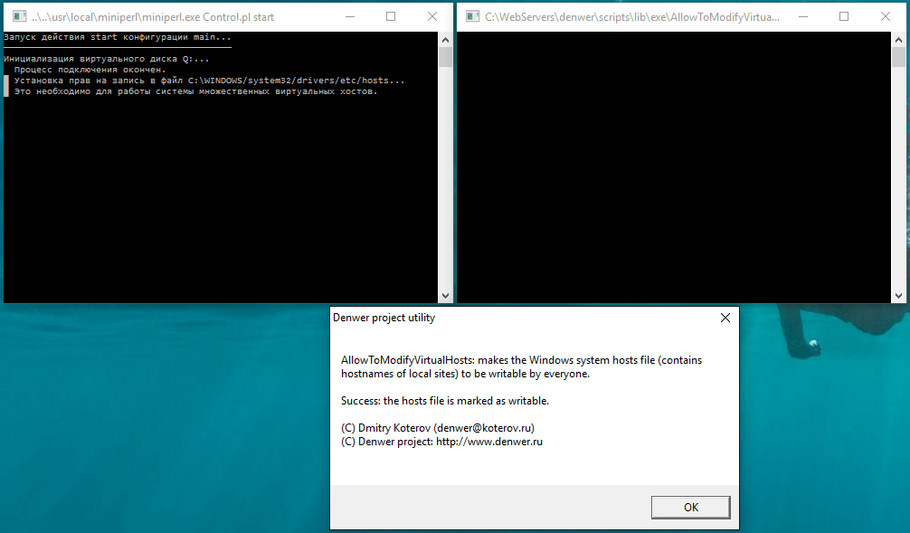 ..\..\usr\local\miniperl\miniperl.exe Control.pl start
Запуск действия start конфигурации main...
Инициализация виртуального диска Q:...
Процесс подключения окончен.
Установка прав на запись в файл C:\WINDOWS/system32/drivers/etc/hosts...
Это необходимо для работы системы множественных виртуальных хостов.
C:\WebServers\denwer\scripts\lib\exe\AllowToModifyVirtua...
Denwer project utility
AllowToModifyVirtualHosts: makes the Windows system hosts file (contains
hostnames of local sites) to be writable by everyone.
Success: the hosts file is marked as writable.
(C) Dmitry Koterov (denwer@koterov.ru)
(C) Denwer project: http://www.denwer.ru
OK